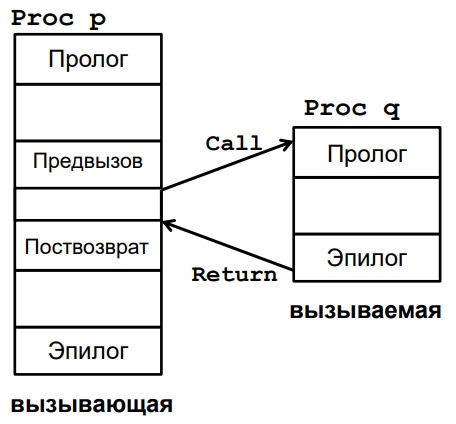 Proc p
Пролог
Предвызов
Поствозврат
Эпилог
вызывающая
Call
Return
Proc q
Пролог
Эпилог
вызываемая